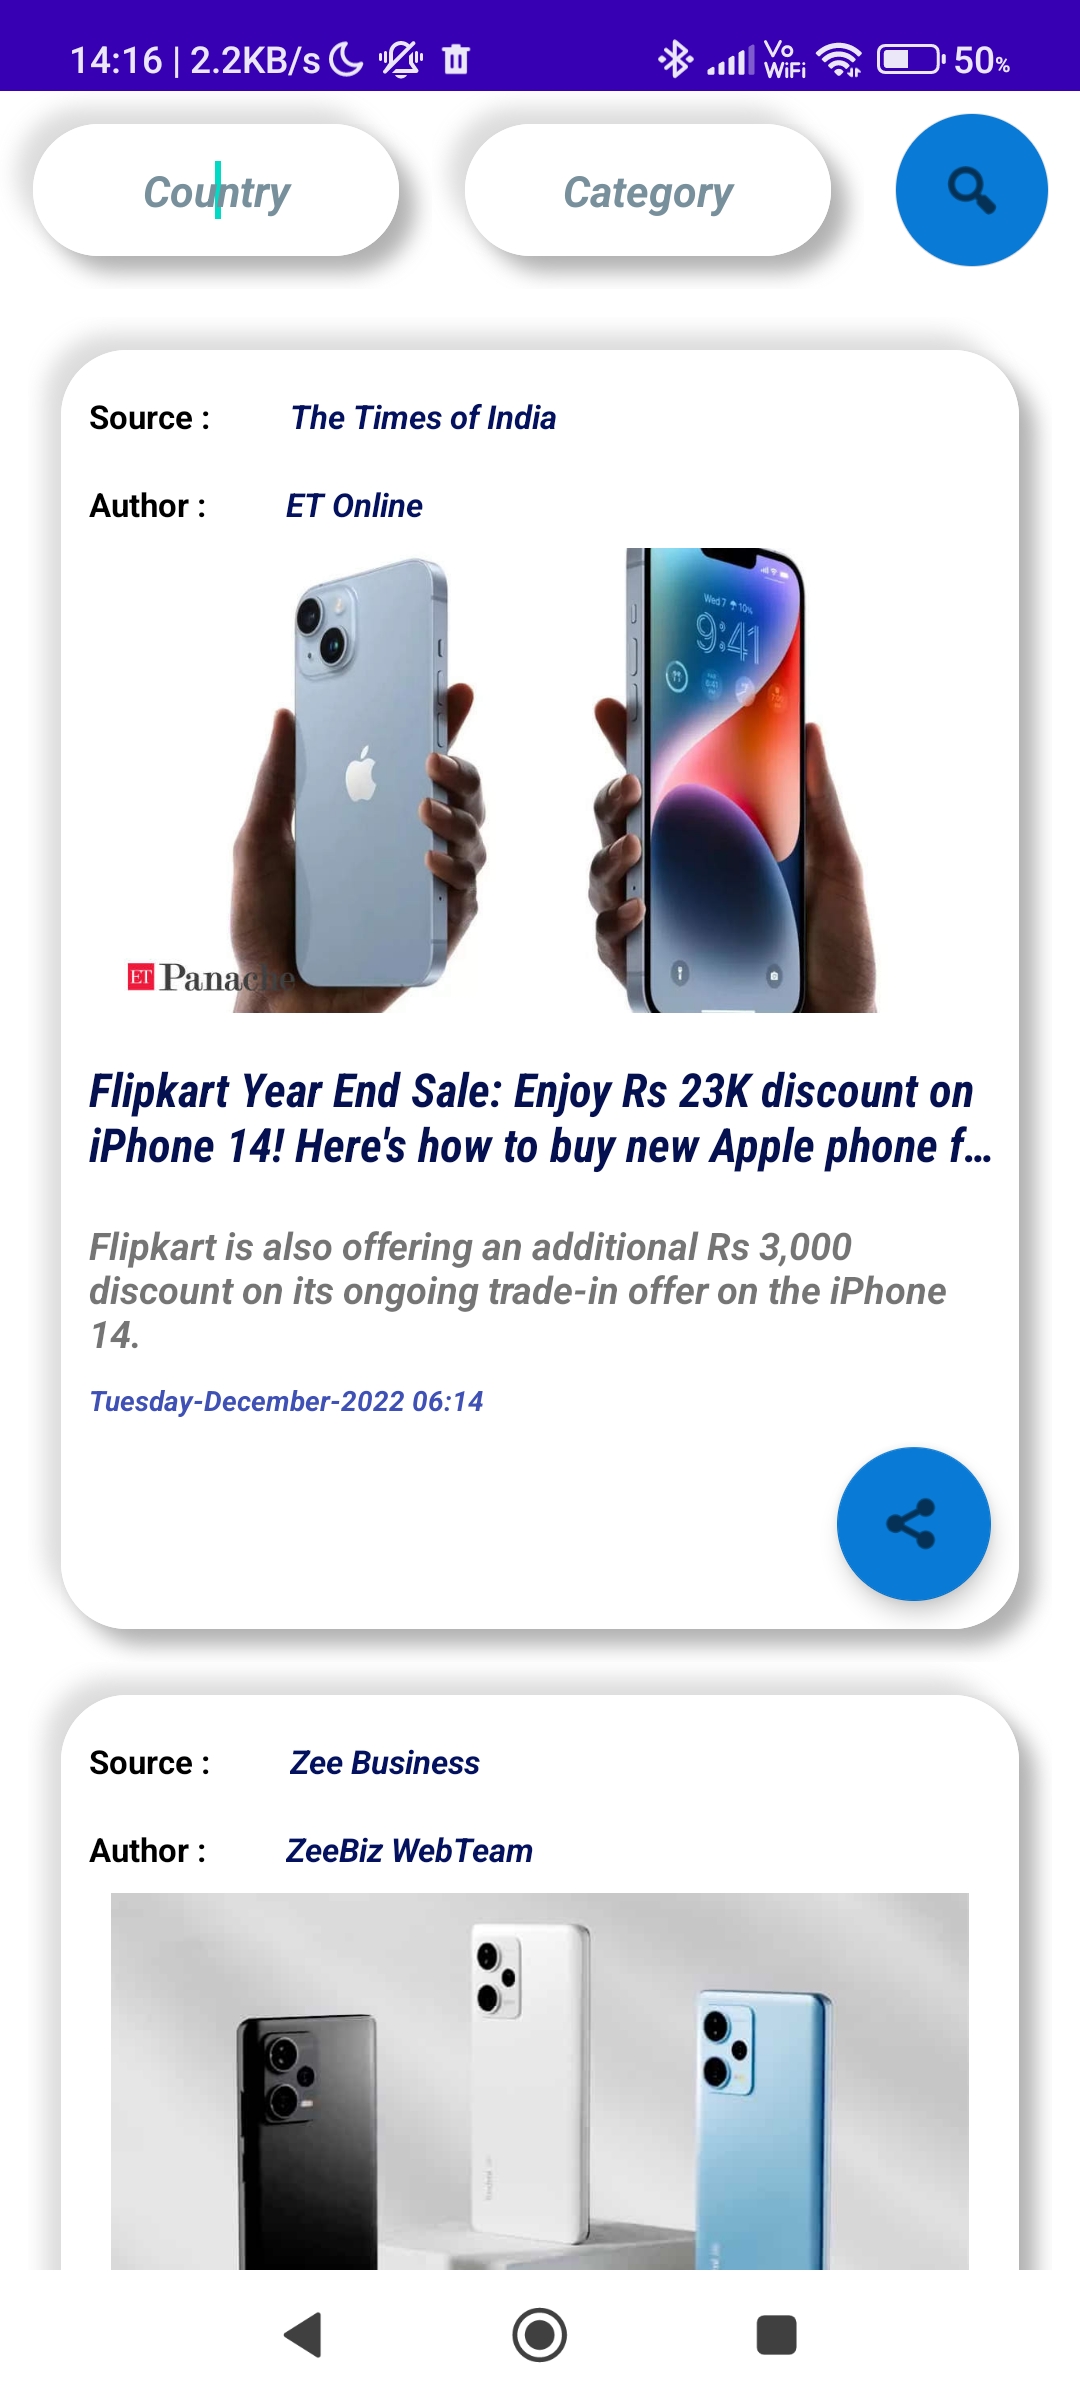 14:16 | 2.2KB/s Vo WiFi 50%
Country Category
Source : The Times of India
Author : ET Online
Wed 7 10%
9:41
ET Panache
Flipkart Year End Sale: Enjoy Rs 23K discount on
iPhone 14! Here's how to buy new Apple phone f...
Flipkart is also offering an additional Rs 3,000
discount on its ongoing trade-in offer on the iPhone
14.
Tuesday-December-2022 06:14
Source : Zee Business
Author : ZeeBiz WebTeam